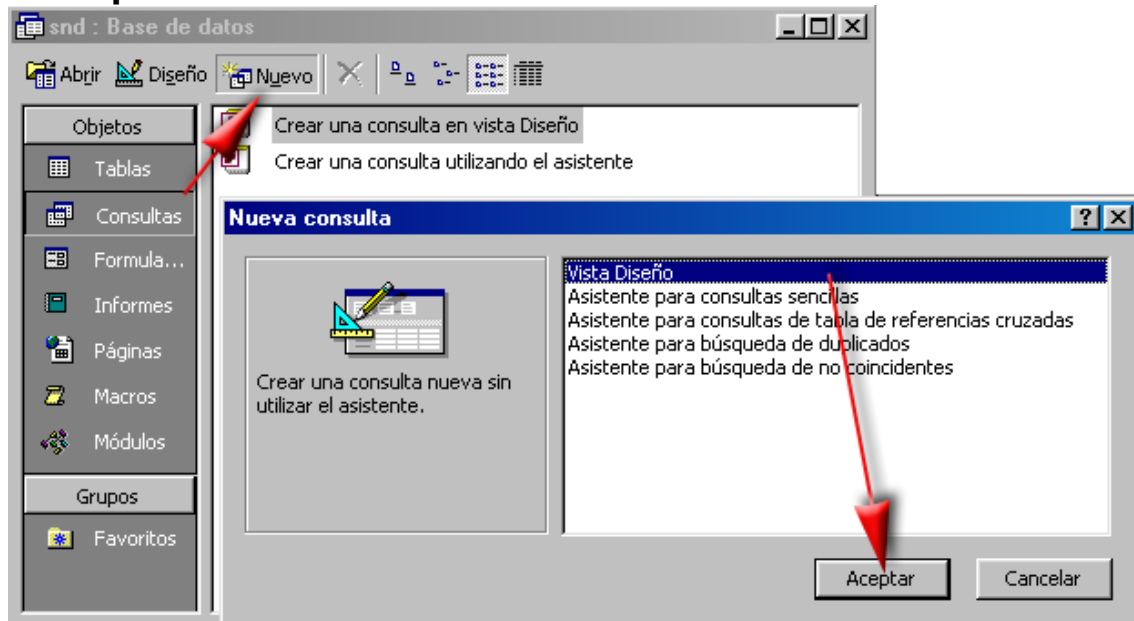 snd : Base de datos
Abrir Diseño Nuevo
Objetos
Tablas
Consultas
Formula...
Informes
Páginas
Macros
Módulos
Grupos
Favoritos
Crear una consulta en vista Diseño
Crear una consulta utilizando el asistente
Nueva consulta
Crear una consulta nueva sin
utilizar el asistente.
Vista Diseño
Asistente para consultas sencillas
Asistente para consultas de tabla de referencias cruzadas
Asistente para búsqueda de duplicados
Asistente para búsqueda de no coincidentes
Aceptar Cancelar